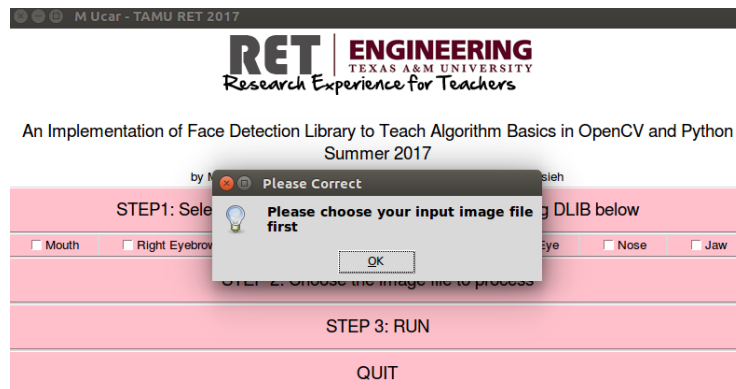 M Ucar - TAMU RET 2017
RET ENGINEERING
TEXAS A&M UNIVERSITY
Research Experience for Teachers
An Implementation of Face Detection Library to Teach Algorithm Basics in OpenCV and Python
Summer 2017
by
Please Correct
STEP1: Sele
Please choose your input image file
first
DLIB below
Mouth
Right Eyebrow
Eye
Nose
Jaw
OK
STEP 2: Choose the image file to process
STEP 3: RUN
QUIT